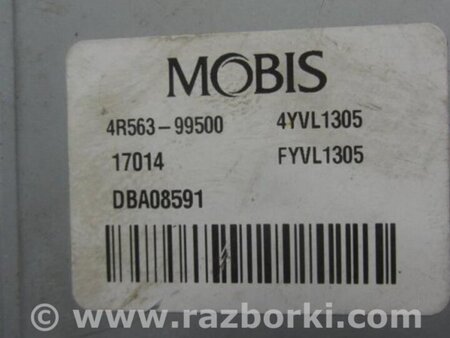 MOBIS
4R563-99500 4YVL1305
17014 FYVL1305
DBA08591
© www.razborki.com